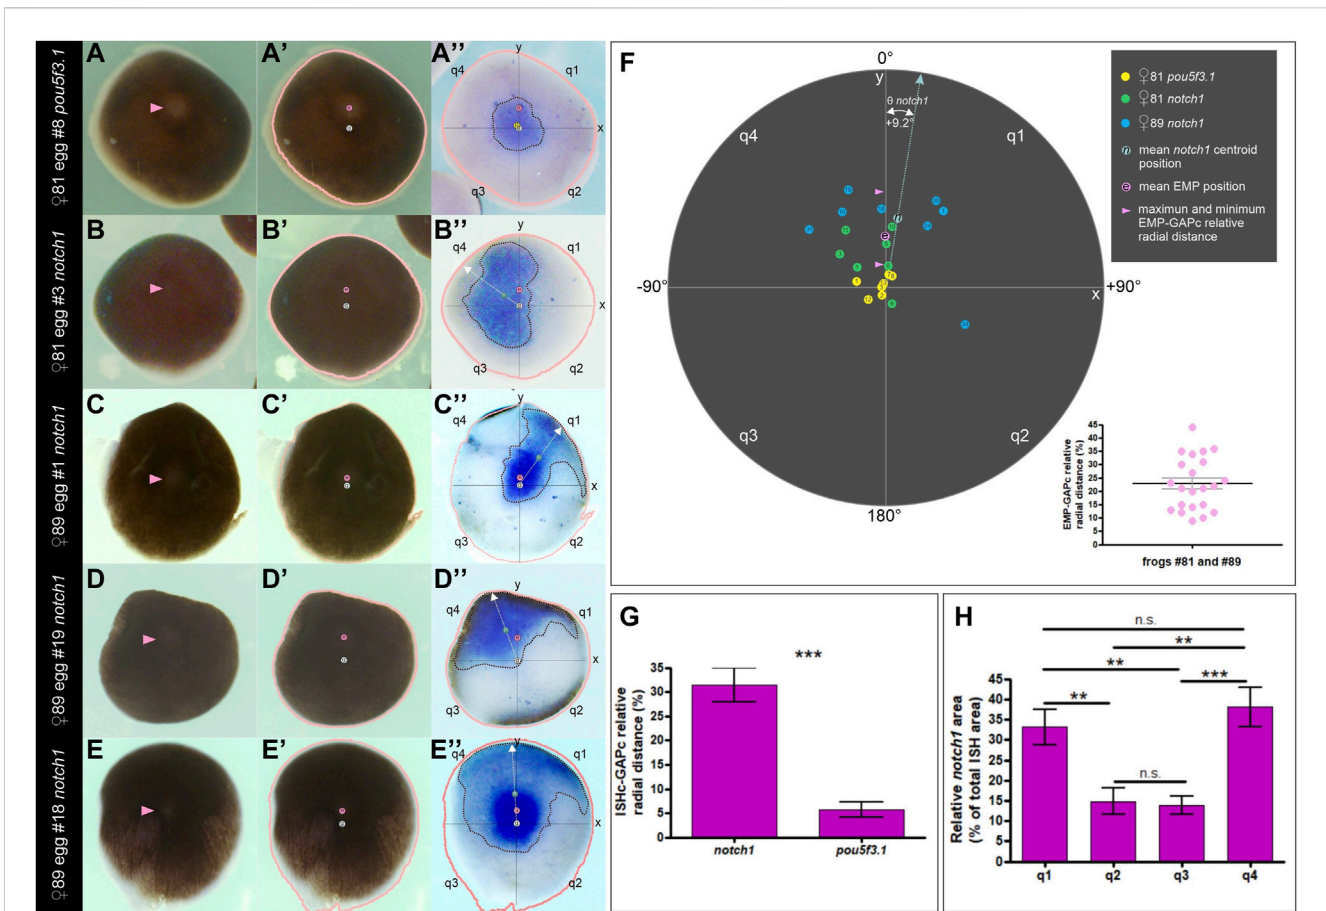 ♀81 egg #8 pou5f3.1
A
A'
A''
y
q4
q1
x
q3
q2
♀81 egg #3 notch1
B
B'
B''
y
q4
q1
x
q3
q2
♀89 egg #1 notch1
C
C'
C''
y
q4
q1
x
q3
q2
♀89 egg #19 notch1
D
D'
D''
y
q4
q1
x
q3
q2
♀89 egg #18 notch1
E
E'
E''
y
q4
q1
x
q3
q2
F
0°
y
θ notch1
+9.2°
q4
q1
-90°
+90°
x
q3
q2
180°
♀81 pou5f3.1
♀81 notch1
♀89 notch1
n mean notch1 centroid
position
e mean EMP position
maximun and minimum
EMP-GAPc relative
radial distance
EMP-GAPc relative
radial distance (%)
45
40
35
30
25
20
15
10
5
0
frogs #81 and #89
G
***
ISHc-GAPc relative
radial distance (%)
35
30
25
20
15
10
5
0
notch1
pou5f3.1
H
n.s.
**
**
***
**
n.s.
Relative notch1 area
(% of total ISH area)
45
40
35
30
25
20
15
10
5
0
q1
q2
q3
q4